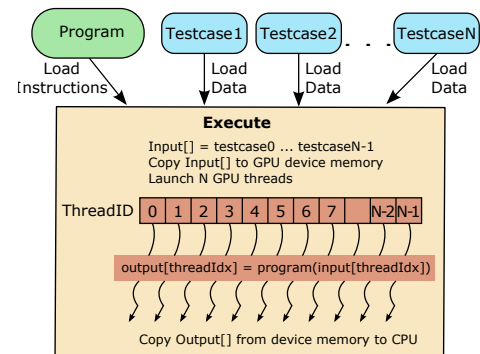 Program
Testcase1
Testcase2
. . .
TestcaseN
Load
Instructions
Load
Data
Load
Data
Load
Data
Execute
Input[] = testcase0 ... testcaseN-1
Copy Input[] to GPU device memory
Launch N GPU threads
ThreadID 0 1 2 3 4 5 6 7 N-2 N-1
output[threadIdx] = program(input[threadIdx])
Copy Output[] from device memory to CPU